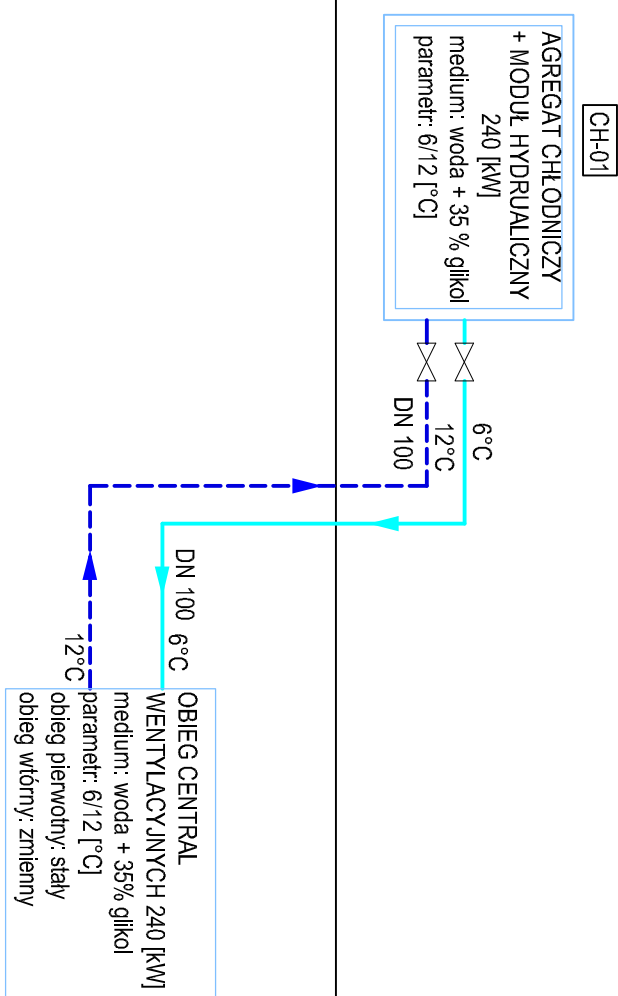 CH-01
AGREGAT CHŁODNICZY
+ MODUŁ HYDRUALICZNY
240 [kW]
medium: woda + 35 % glikol
parametr: 6/12 [°C]
6°C
12°C
DN 100
DN 100 6°C
12°C
OBIEG CENTRAL
WENTYLACYJNYCH 240 [kW]
medium: woda + 35% glikol
parametr: 6/12 [°C]
obieg pierwotny: stały
obieg wtórny: zmienny